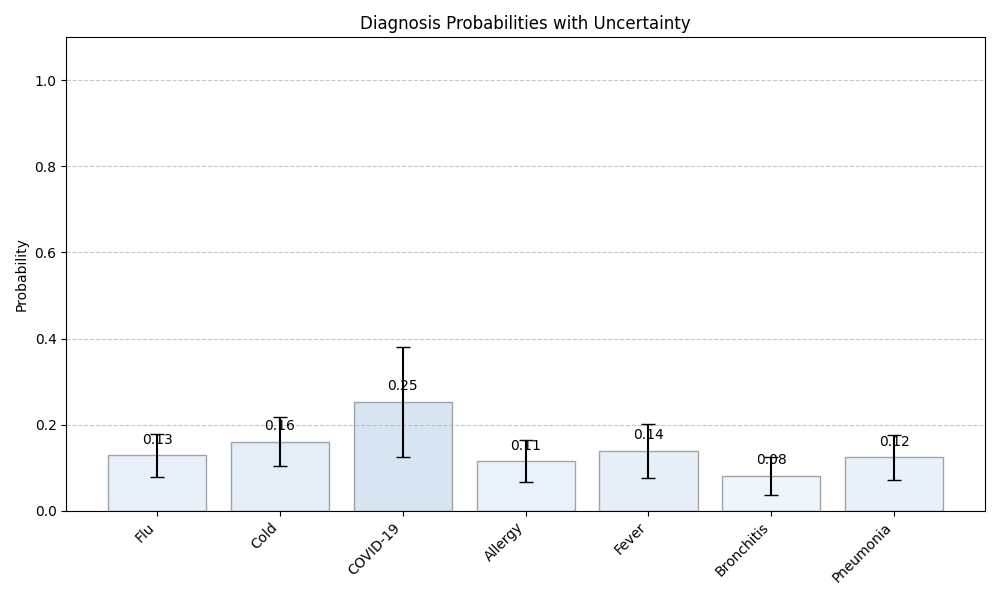 Diagnosis Probabilities with Uncertainty
Probability
1.0
0.8
0.6
0.4
0.2
0.0
0.13
0.16
0.25
0.11
0.14
0.08
0.12
Flu
Cold
COVID-19
Allergy
Fever
Bronchitis
Pneumonia